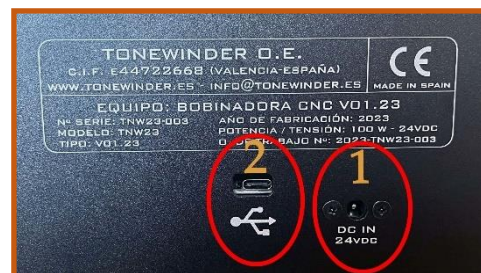 TONEWINDER O.E.
C.I.F. E44722668 (VALENCIA-ESPAÑA)
WWW.TONEWINDER.ES - INFO@TONEWINDER.ES
CE
MADE IN SPAIN
EQUIPO: BOBINADORA CNC V01.23
Nº SERIE: TNW23-003 AÑO DE FABRICACIÓN: 2023
MODELO: TNW23 POTENCIA / TENSIÓN: 100 W - 24VDC
TIPO: V01.23 TRABAJO Nº: 2023-TNW23-003
2
1
DC IN
24VDC